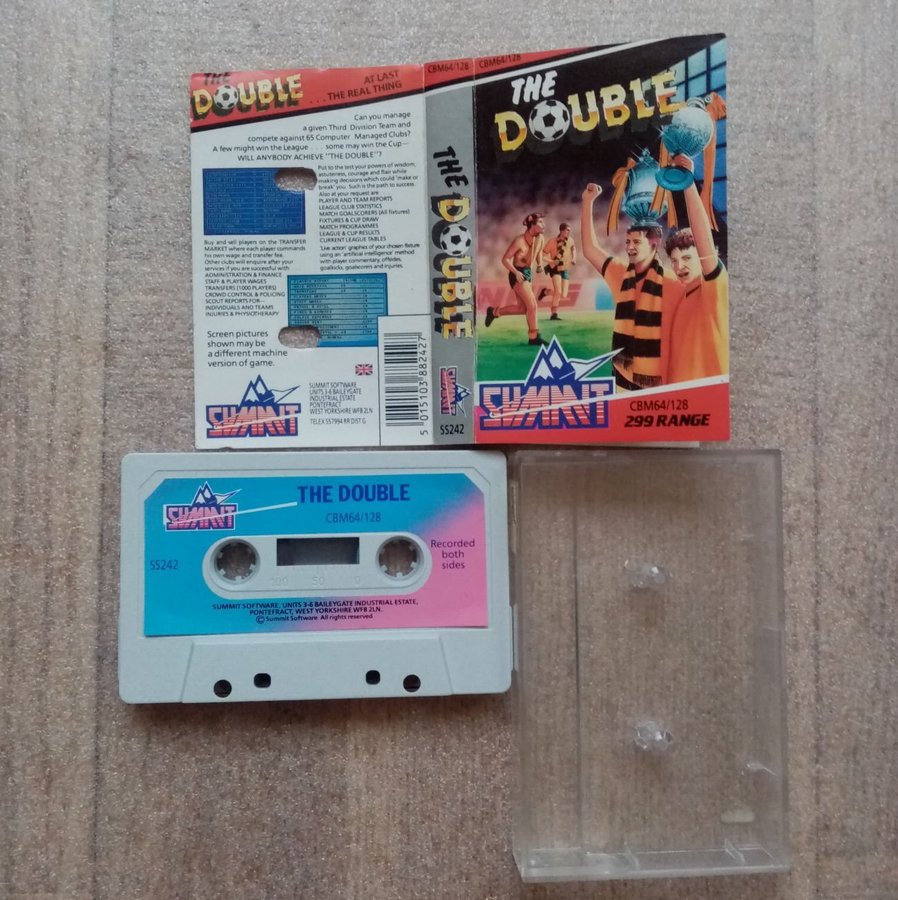 THE
DOUBLE
AT LAST
. . . THE REAL THING
Can you manage
a given Third Division Team and
compete against 65 Computer Managed Clubs?
A few might win the League . . . some may win the Cup—
WILL ANYBODY ACHIEVE "THE DOUBLE"?
Put to the test your powers of wisdom,
astuteness, courage and flair while
making decisions which could 'make or
break' you. Such is the path to success.
Also at your request are
PLAYER AND TEAM REPORTS
LEAGUE CLUB STATISTICS
MATCH GOALSCORERS (All fixtures)
FIXTURES & CUP DRAW
MATCH PROGRAMMES
LEAGUE & CUP RESULTS
CURRENT LEAGUE TABLES
'Live action' graphics of your chosen fixture
using an 'artificial intelligence' method
with player commentary, offsides,
goalkicks, goalscorers and injuries.
Buy and sell players on the TRANSFER
MARKET where each player commands
his own wage and transfer fee.
Other clubs will enquire after your
services if you are successful with
ADMINISTRATION & FINANCE
STAFF & PLAYER WAGES
TRANSFERS (1000 PLAYERS)
CROWD CONTROL & POLICING
SCOUT REPORTS FOR—
INDIVIDUALS AND TEAMS
INJURIES & PHYSIOTHERAPY
Screen pictures
shown may be
a different machine
version of game.
SUMMIT
SUMMIT SOFTWARE
UNITS 3-6 BAILEYGATE
INDUSTRIAL ESTATE
PONTEFRACT
WEST YORKSHIRE WF8 2LN
TELEX 557994 RR DIST G
5 015103 882427
CBM64/128
THE DOUBLE
SUMMIT
SS242
CBM64/128
THE
DOUBLE
SUMMIT
CBM64/128
299 RANGE
SUMMIT
THE DOUBLE
CBM64/128
SS242
Recorded
both
sides
100 50 0
SUMMIT SOFTWARE, UNITS 3-6 BAILEYGATE INDUSTRIAL ESTATE,
PONTEFRACT, WEST YORKSHIRE WF8 2LN.
© Summit Software. All rights reserved